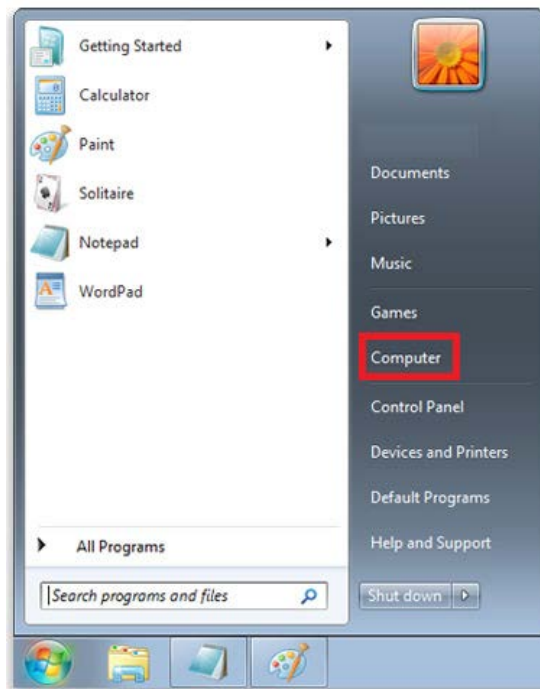 Getting Started
Calculator
Paint
Solitaire
Notepad
WordPad
All Programs
Search programs and files
Documents
Pictures
Music
Games
Computer
Control Panel
Devices and Printers
Default Programs
Help and Support
Shut down